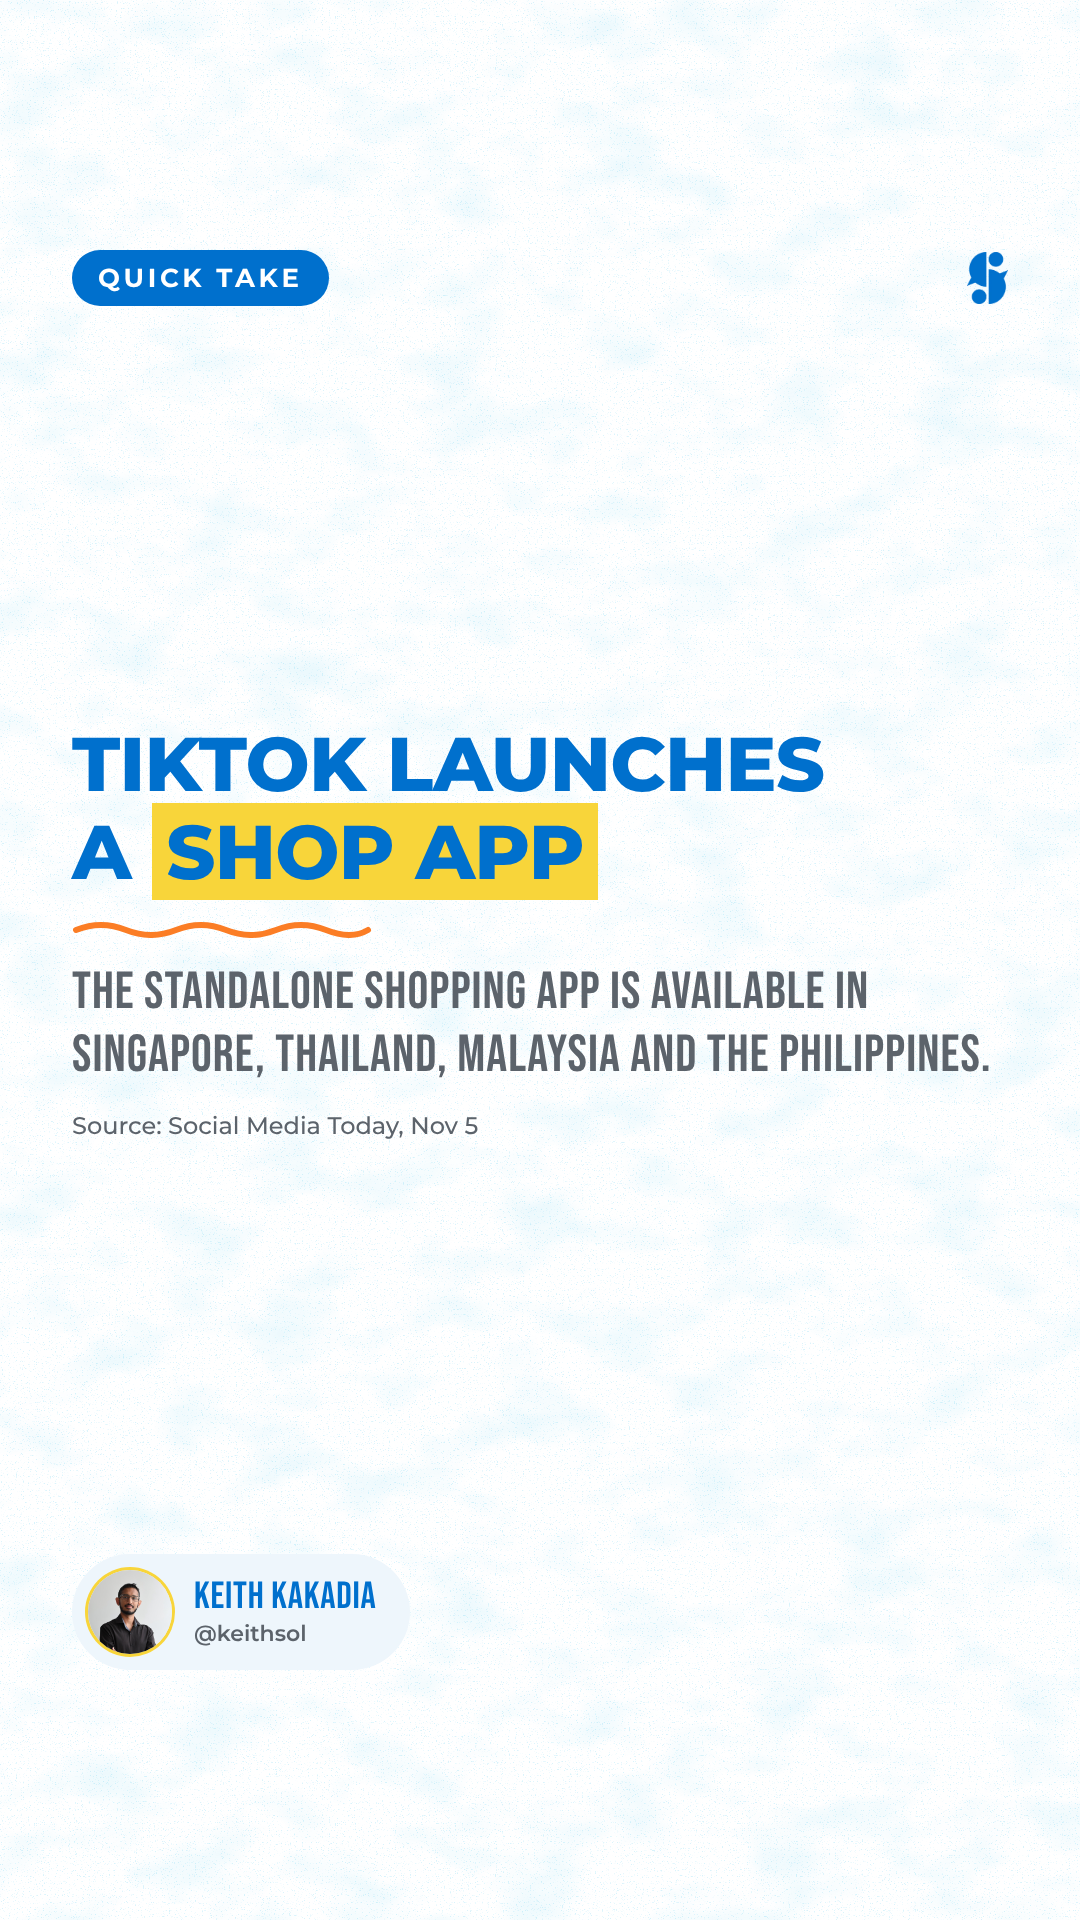 QUICK TAKE
TIKTOK LAUNCHES
A SHOP APP
THE STANDALONE SHOPPING APP IS AVAILABLE IN
SINGAPORE, THAILAND, MALAYSIA AND THE PHILIPPINES.
Source: Social Media Today, Nov 5
KEITH KAKADIA
@keithsol